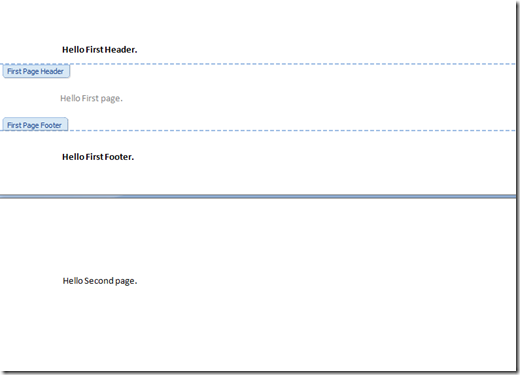 Hello First Header.
First Page Header
Hello First page.
First Page Footer
Hello First Footer.
Hello Second page.